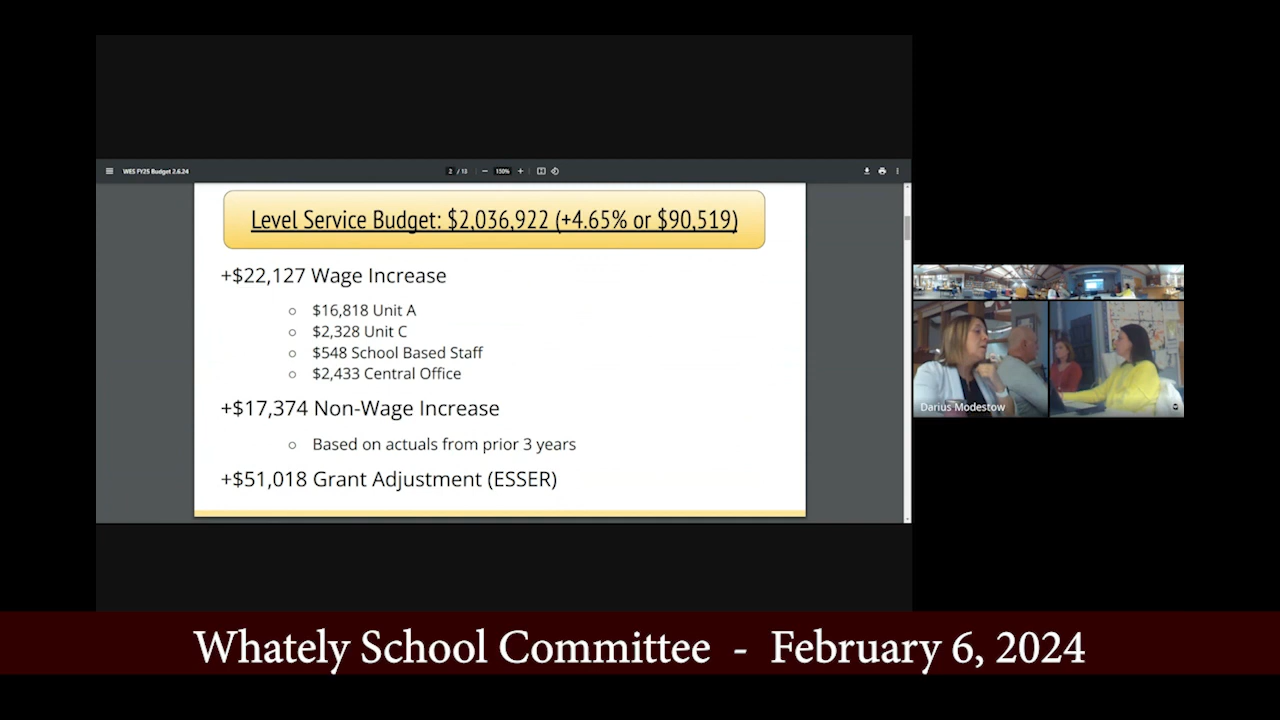 WES FY25 Budget 2.6.24
2 / 13
150%
Level Service Budget: $2,036,922 (+4.65% or $90,519)
+$22,127 Wage Increase
$16,818 Unit A
$2,328 Unit C
$548 School Based Staff
$2,433 Central Office
+$17,374 Non-Wage Increase
Based on actuals from prior 3 years
+$51,018 Grant Adjustment (ESSER)
Darius Modestow
Whately School Committee - February 6, 2024